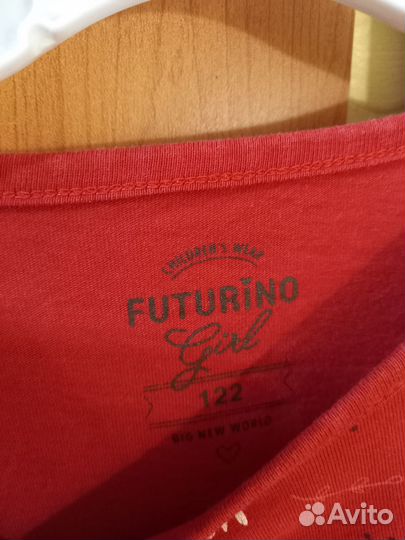 CHILDREN'S WEAR
FUTURINO
Girl
122
BIG NEW WORLD
Avito